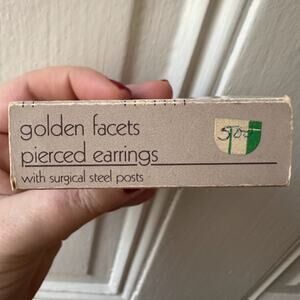 golden facets
pierced earrings
with surgical steel posts